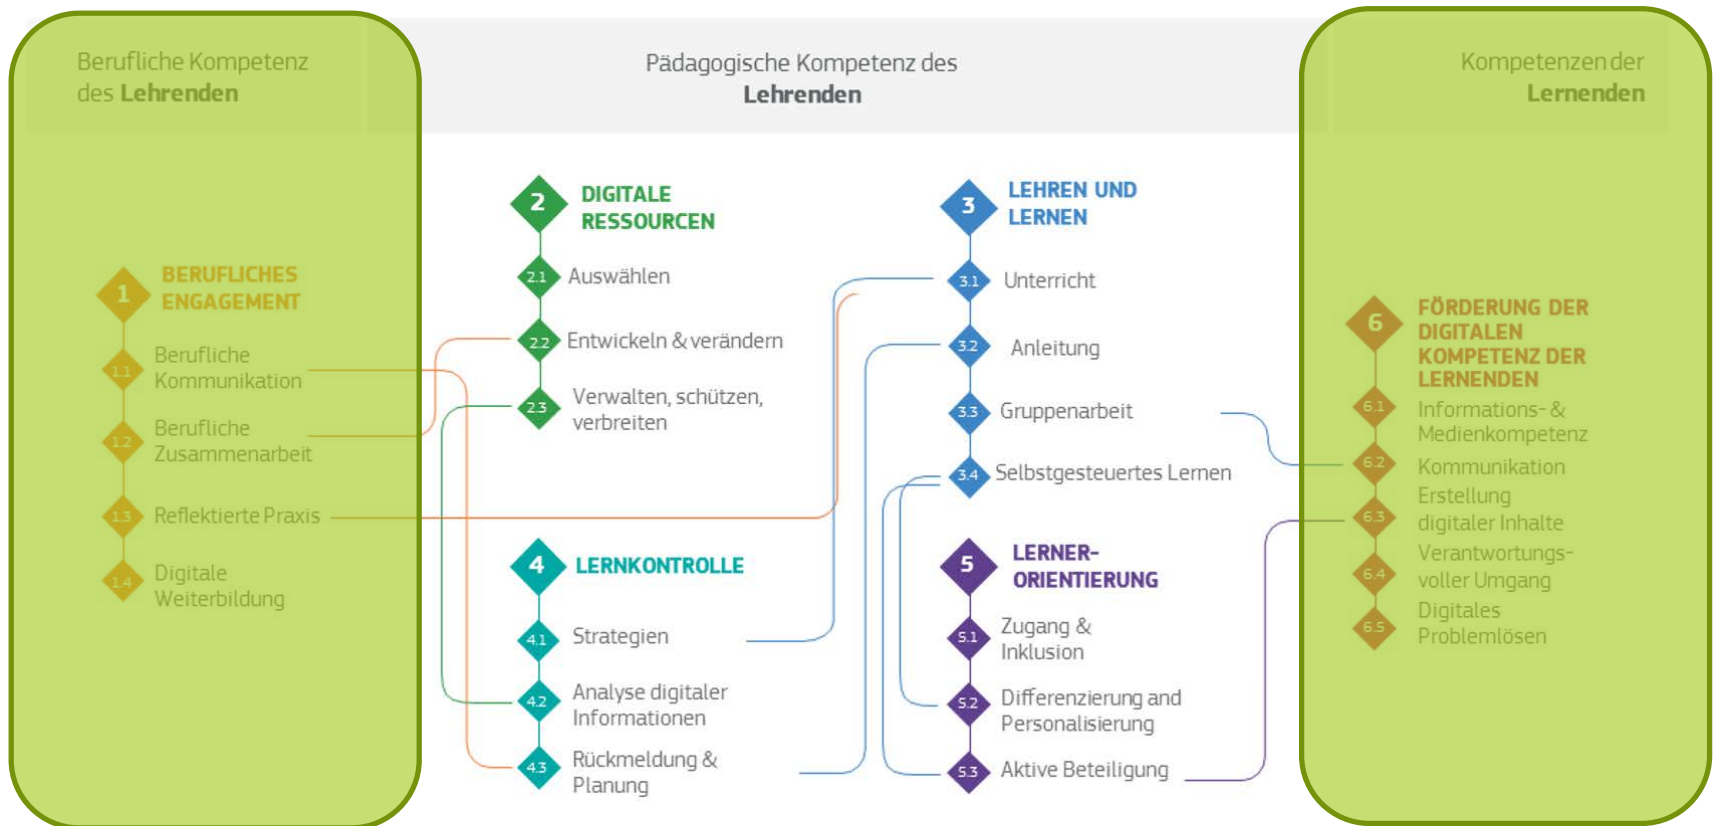 Berufliche Kompetenz
des Lehrenden
Pädagogische Kompetenz des
Lehrenden
Kompetenzen der
Lernenden
1
BERUFLICHES
ENGAGEMENT
1.1
Berufliche
Kommunikation
1.2
Berufliche
Zusammenarbeit
1.3
Reflektierte Praxis
1.4
Digitale
Weiterbildung
2
DIGITALE
RESSOURCEN
2.1
Auswählen
2.2
Entwickeln & verändern
2.3
Verwalten, schützen,
verbreiten
3
LEHREN UND
LERNEN
3.1
Unterricht
3.2
Anleitung
3.3
Gruppenarbeit
3.4
Selbstgesteuertes Lernen
4
LERNKONTROLLE
4.1
Strategien
4.2
Analyse digitaler
Informationen
4.3
Rückmeldung &
Planung
5
LERNER-
ORIENTIERUNG
5.1
Zugang &
Inklusion
5.2
Differenzierung and
Personalisierung
5.3
Aktive Beteiligung
6
FÖRDERUNG DER
DIGITALEN
KOMPETENZ DER
LERNENDEN
6.1
Informations- &
Medienkompetenz
6.2
Kommunikation
6.3
Erstellung
digitaler Inhalte
6.4
Verantwortungs-
voller Umgang
6.5
Digitales
Problemlösen